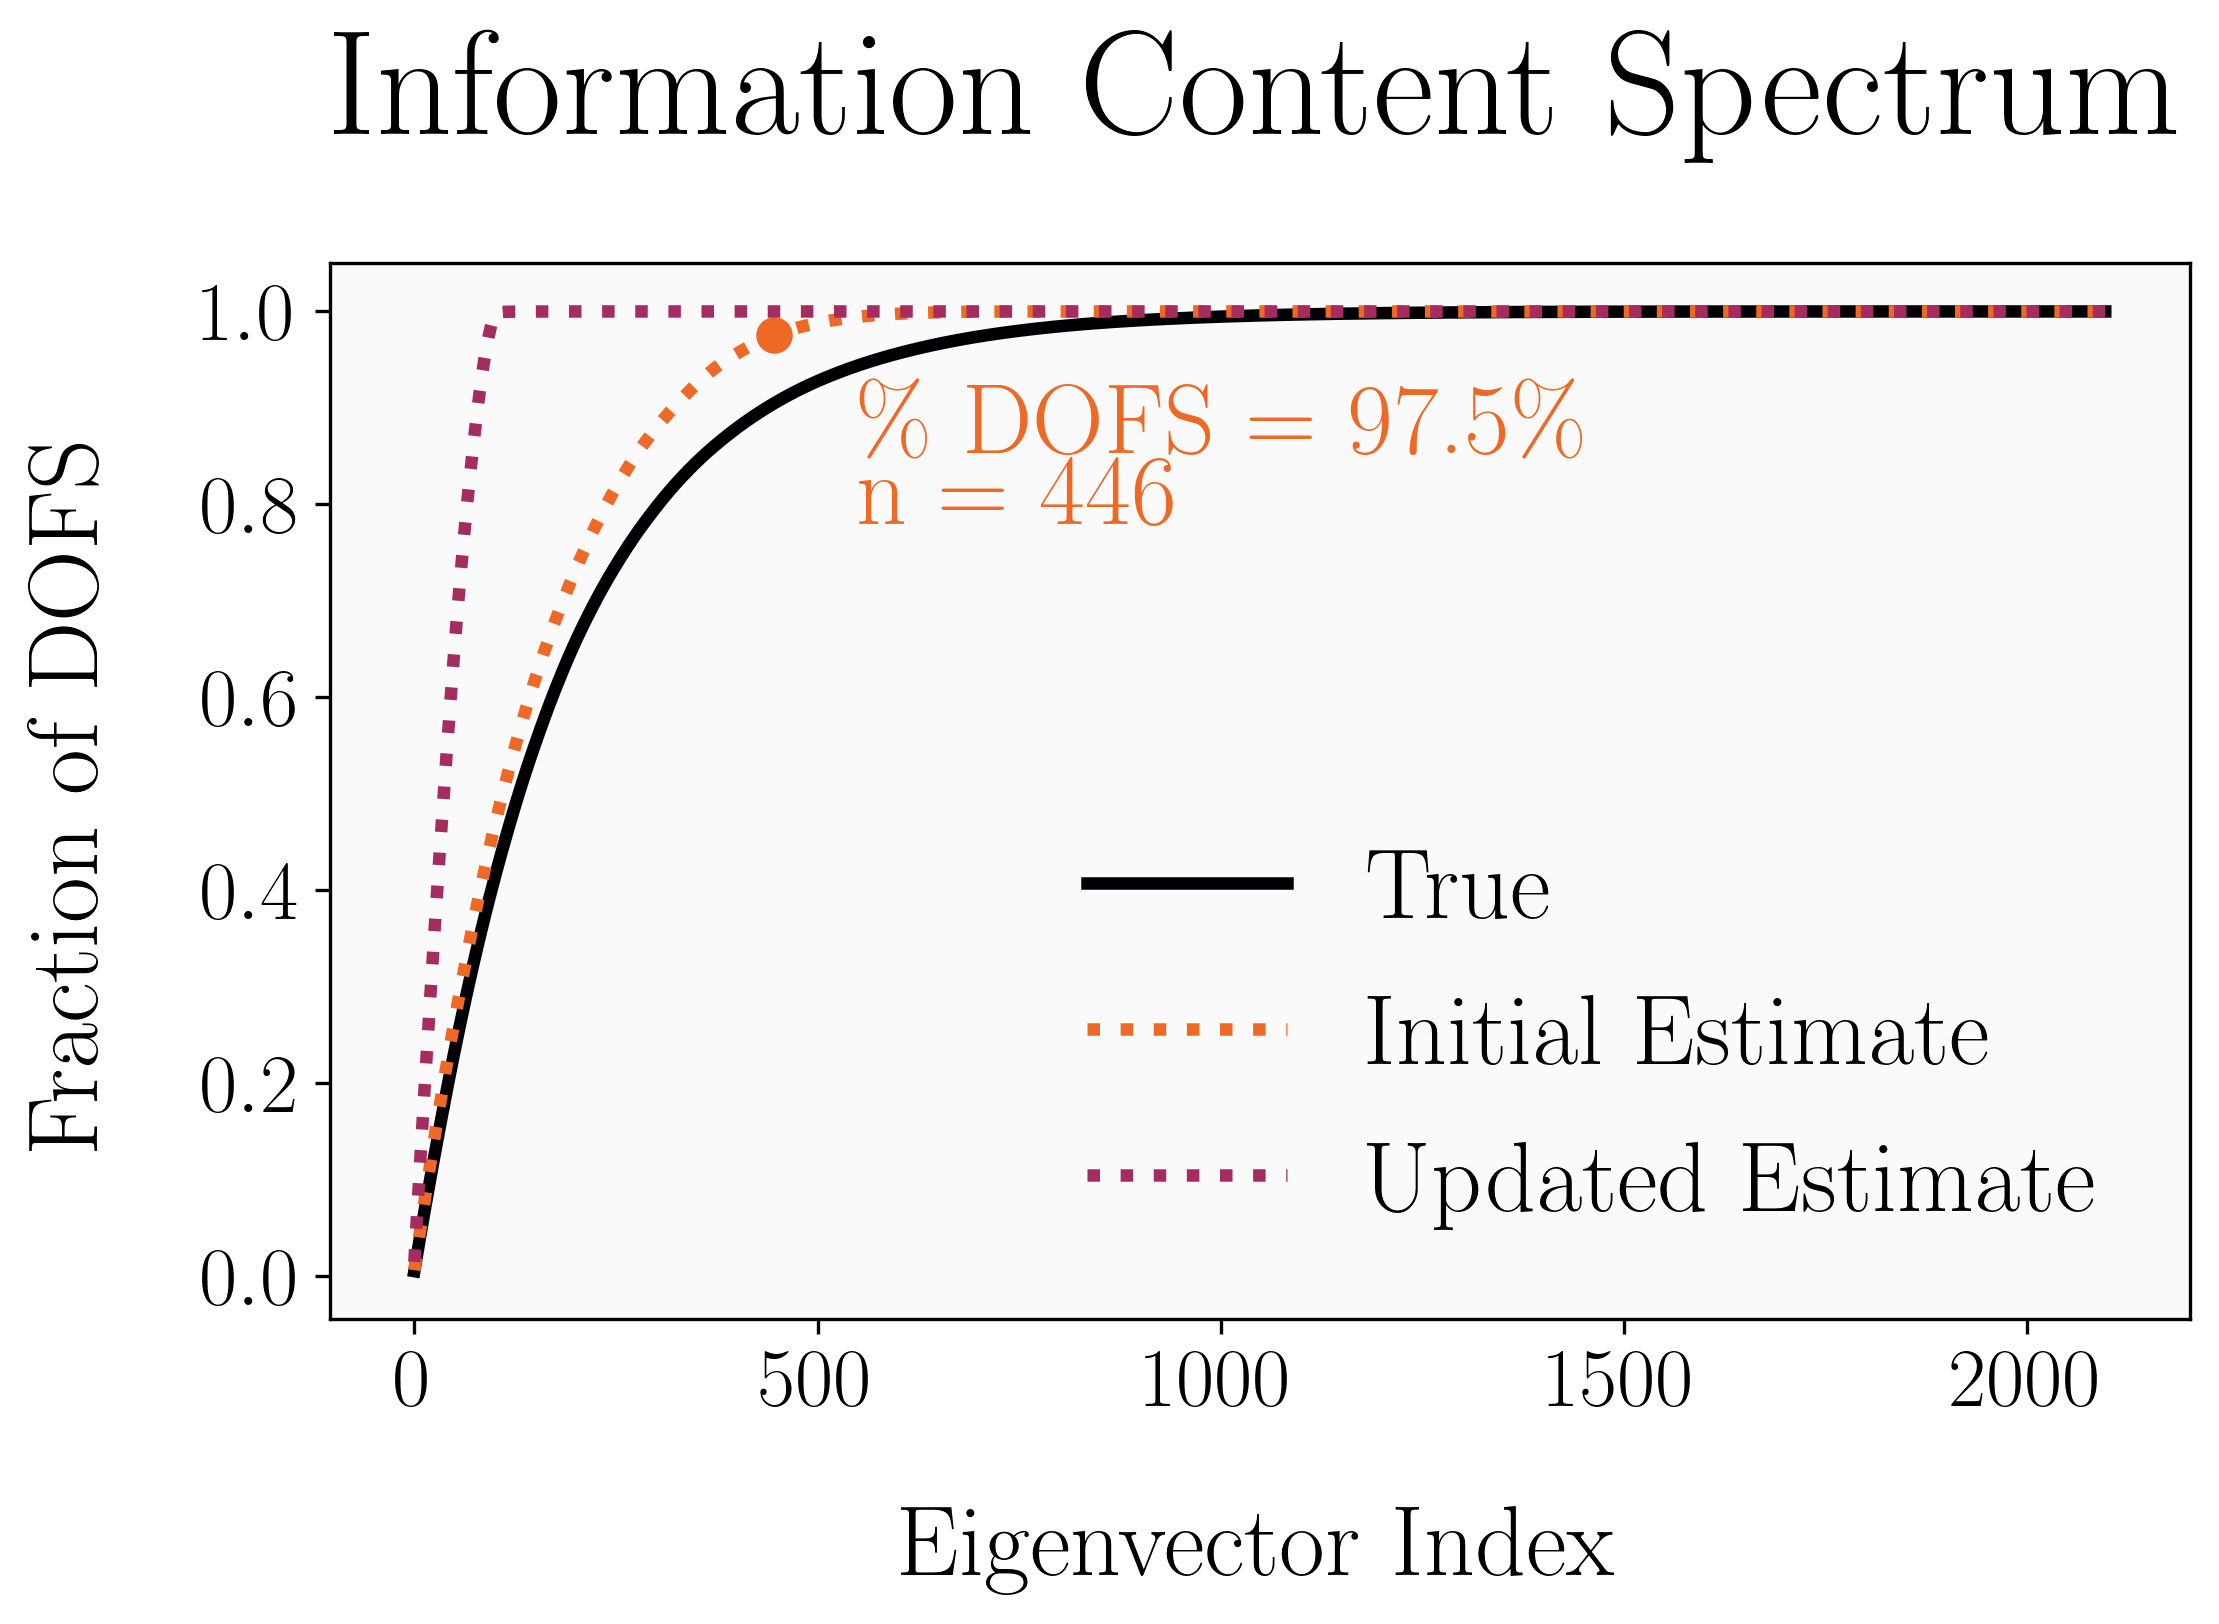 Information Content Spectrum
Fraction of DOFS
1.0
0.8
0.6
0.4
0.2
0.0
% DOFS = 97.5%
n = 446
True
Initial Estimate
Updated Estimate
0 500 1000 1500 2000
Eigenvector Index